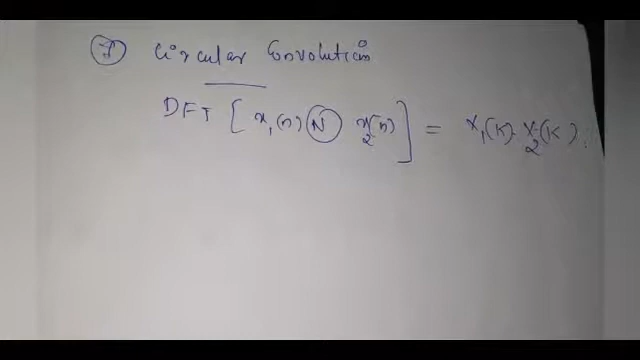 ⑦ Circular Convolution
DFT [x₁(n) Ⓝ x₂(n)] = X₁(K). X₂(K).